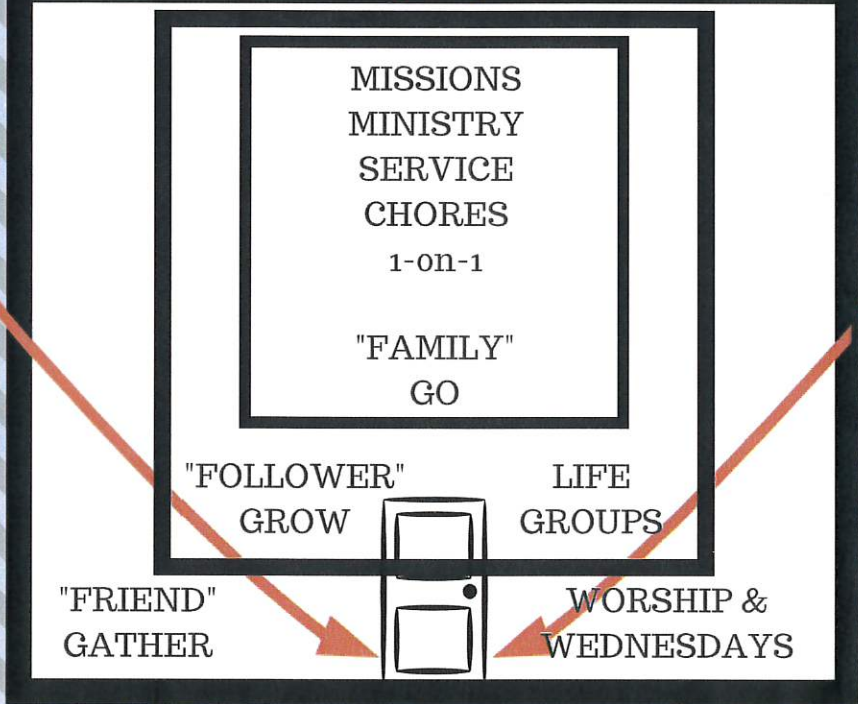 MISSIONS
MINISTRY
SERVICE
CHORES
1-on-1
"FAMILY"
GO
"FOLLOWER"
GROW
LIFE
GROUPS
"FRIEND"
GATHER
WORSHIP &
WEDNESDAYS